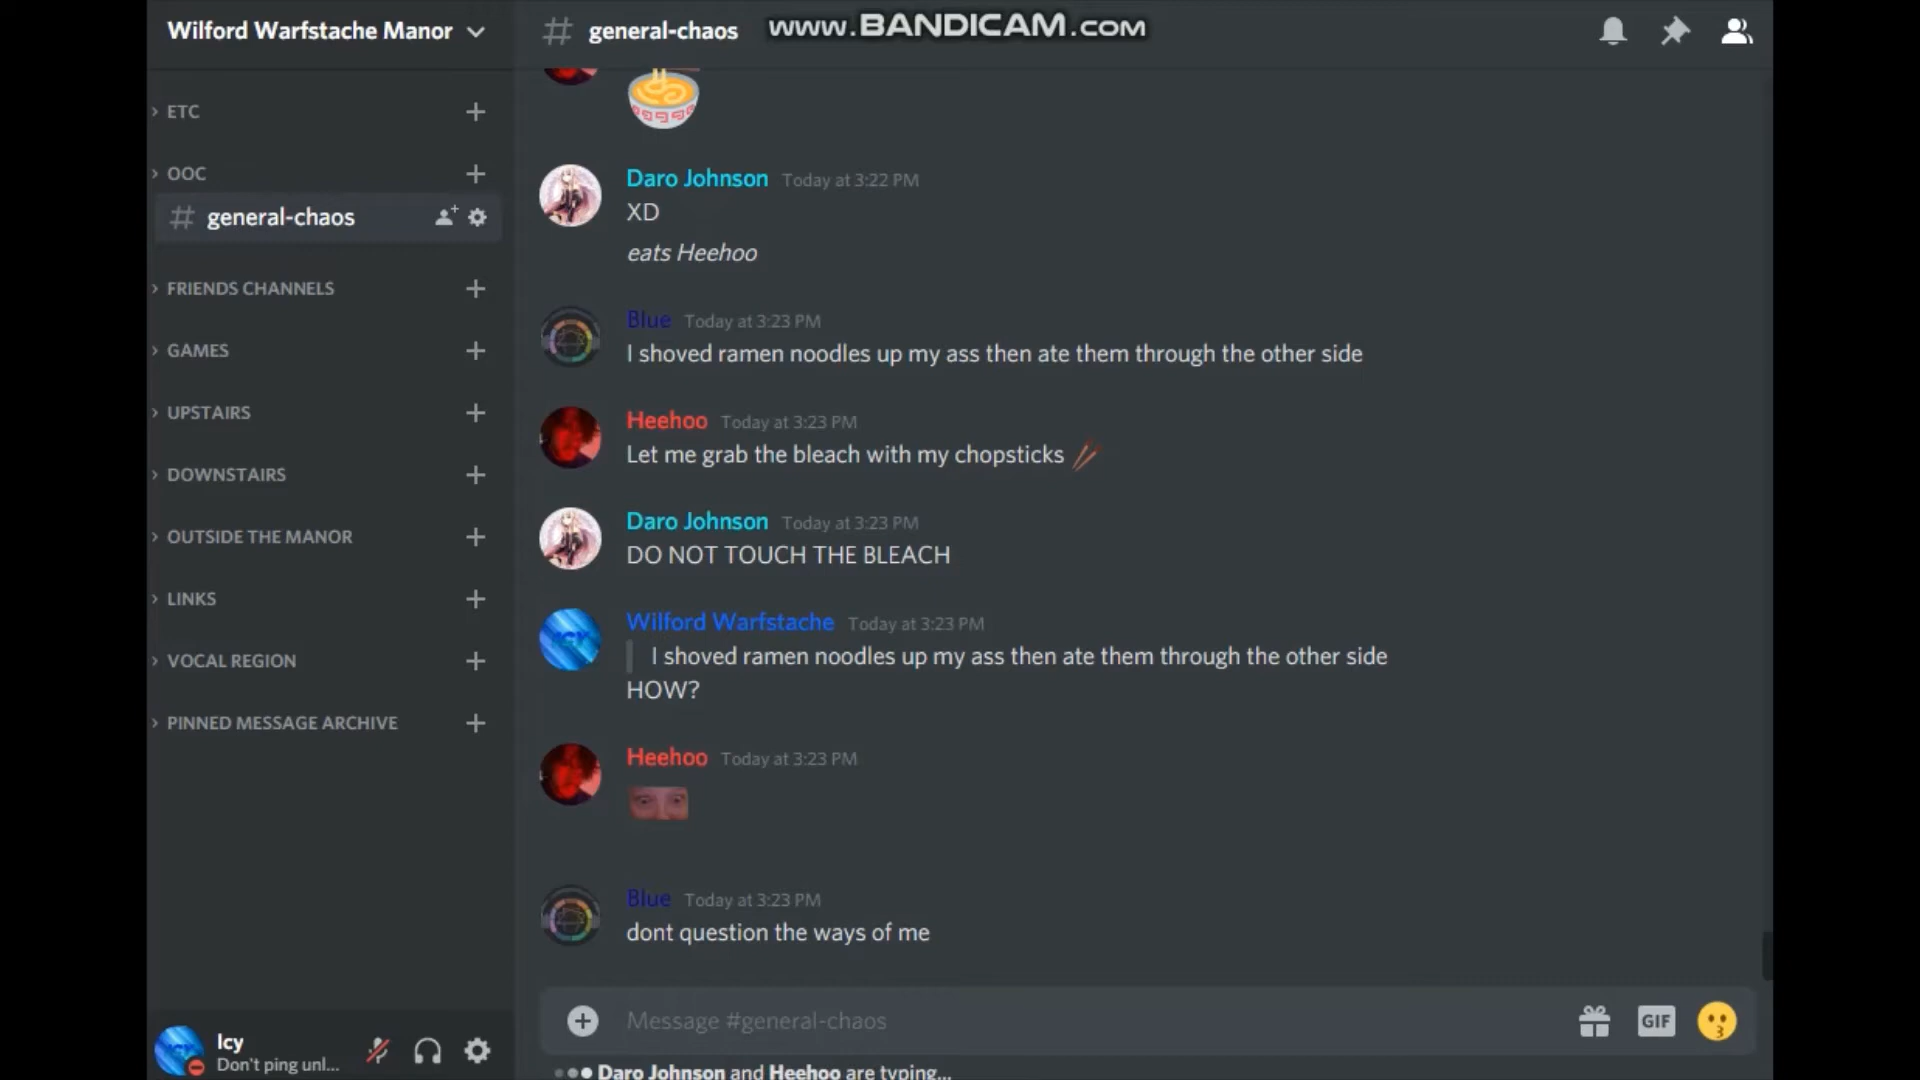 Wilford Warfstache Manor
general-chaos
www.BANDICAM.com
ETC
OOC
general-chaos
FRIENDS CHANNELS
GAMES
UPSTAIRS
DOWNSTAIRS
OUTSIDE THE MANOR
LINKS
VOCAL REGION
PINNED MESSAGE ARCHIVE
Icy
Don't ping unl...
Daro Johnson Today at 3:22 PM
XD
eats Heehoo
Blue Today at 3:23 PM
I shoved ramen noodles up my ass then ate them through the other side
Heehoo Today at 3:23 PM
Let me grab the bleach with my chopsticks
Daro Johnson Today at 3:23 PM
DO NOT TOUCH THE BLEACH
Wilford Warfstache Today at 3:23 PM
I shoved ramen noodles up my ass then ate them through the other side
HOW?
Heehoo Today at 3:23 PM
Blue Today at 3:23 PM
dont question the ways of me
Message #general-chaos
GIF
Daro Johnson and Heehoo are typing...